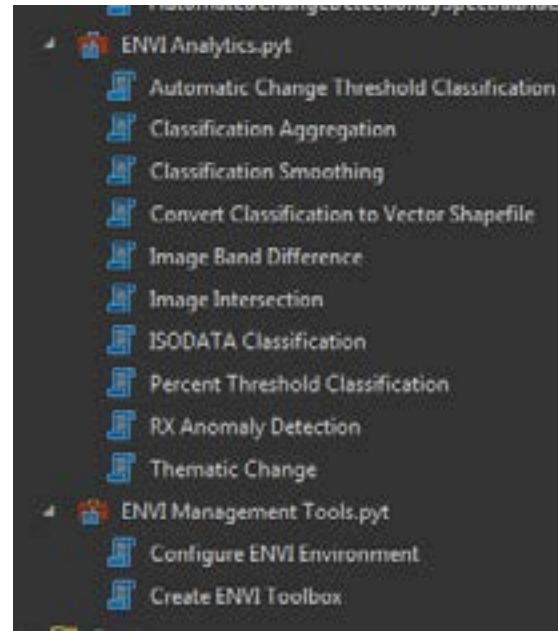 ENVI Analytics.pyt
Automatic Change Threshold Classification
Classification Aggregation
Classification Smoothing
Convert Classification to Vector Shapefile
Image Band Difference
Image Intersection
ISODATA Classification
Percent Threshold Classification
RX Anomaly Detection
Thematic Change
ENVI Management Tools.pyt
Configure ENVI Environment
Create ENVI Toolbox